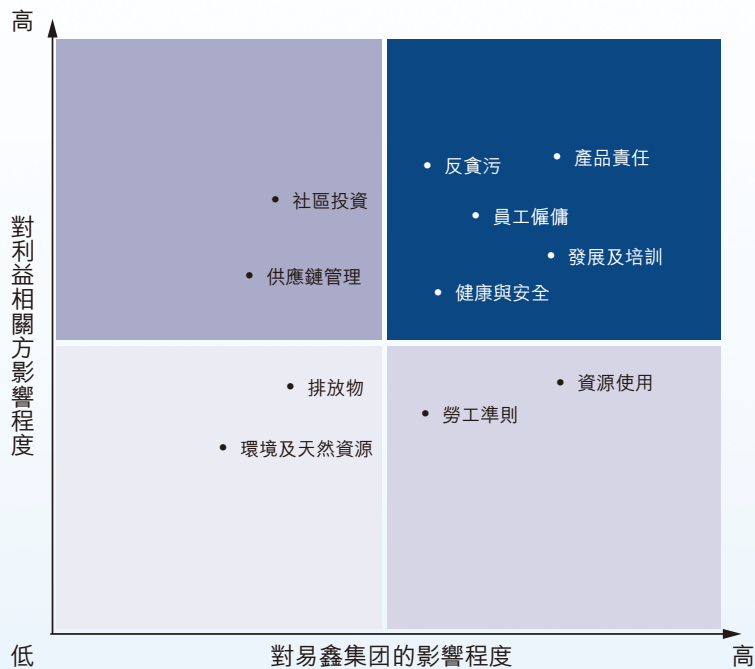 高
對利益相關方影響程度
反貪污
產品責任
社區投資
員工僱傭
發展及培訓
供應鏈管理
健康與安全
排放物
資源使用
勞工準則
環境及天然資源
低
對易鑫集团的影響程度
高